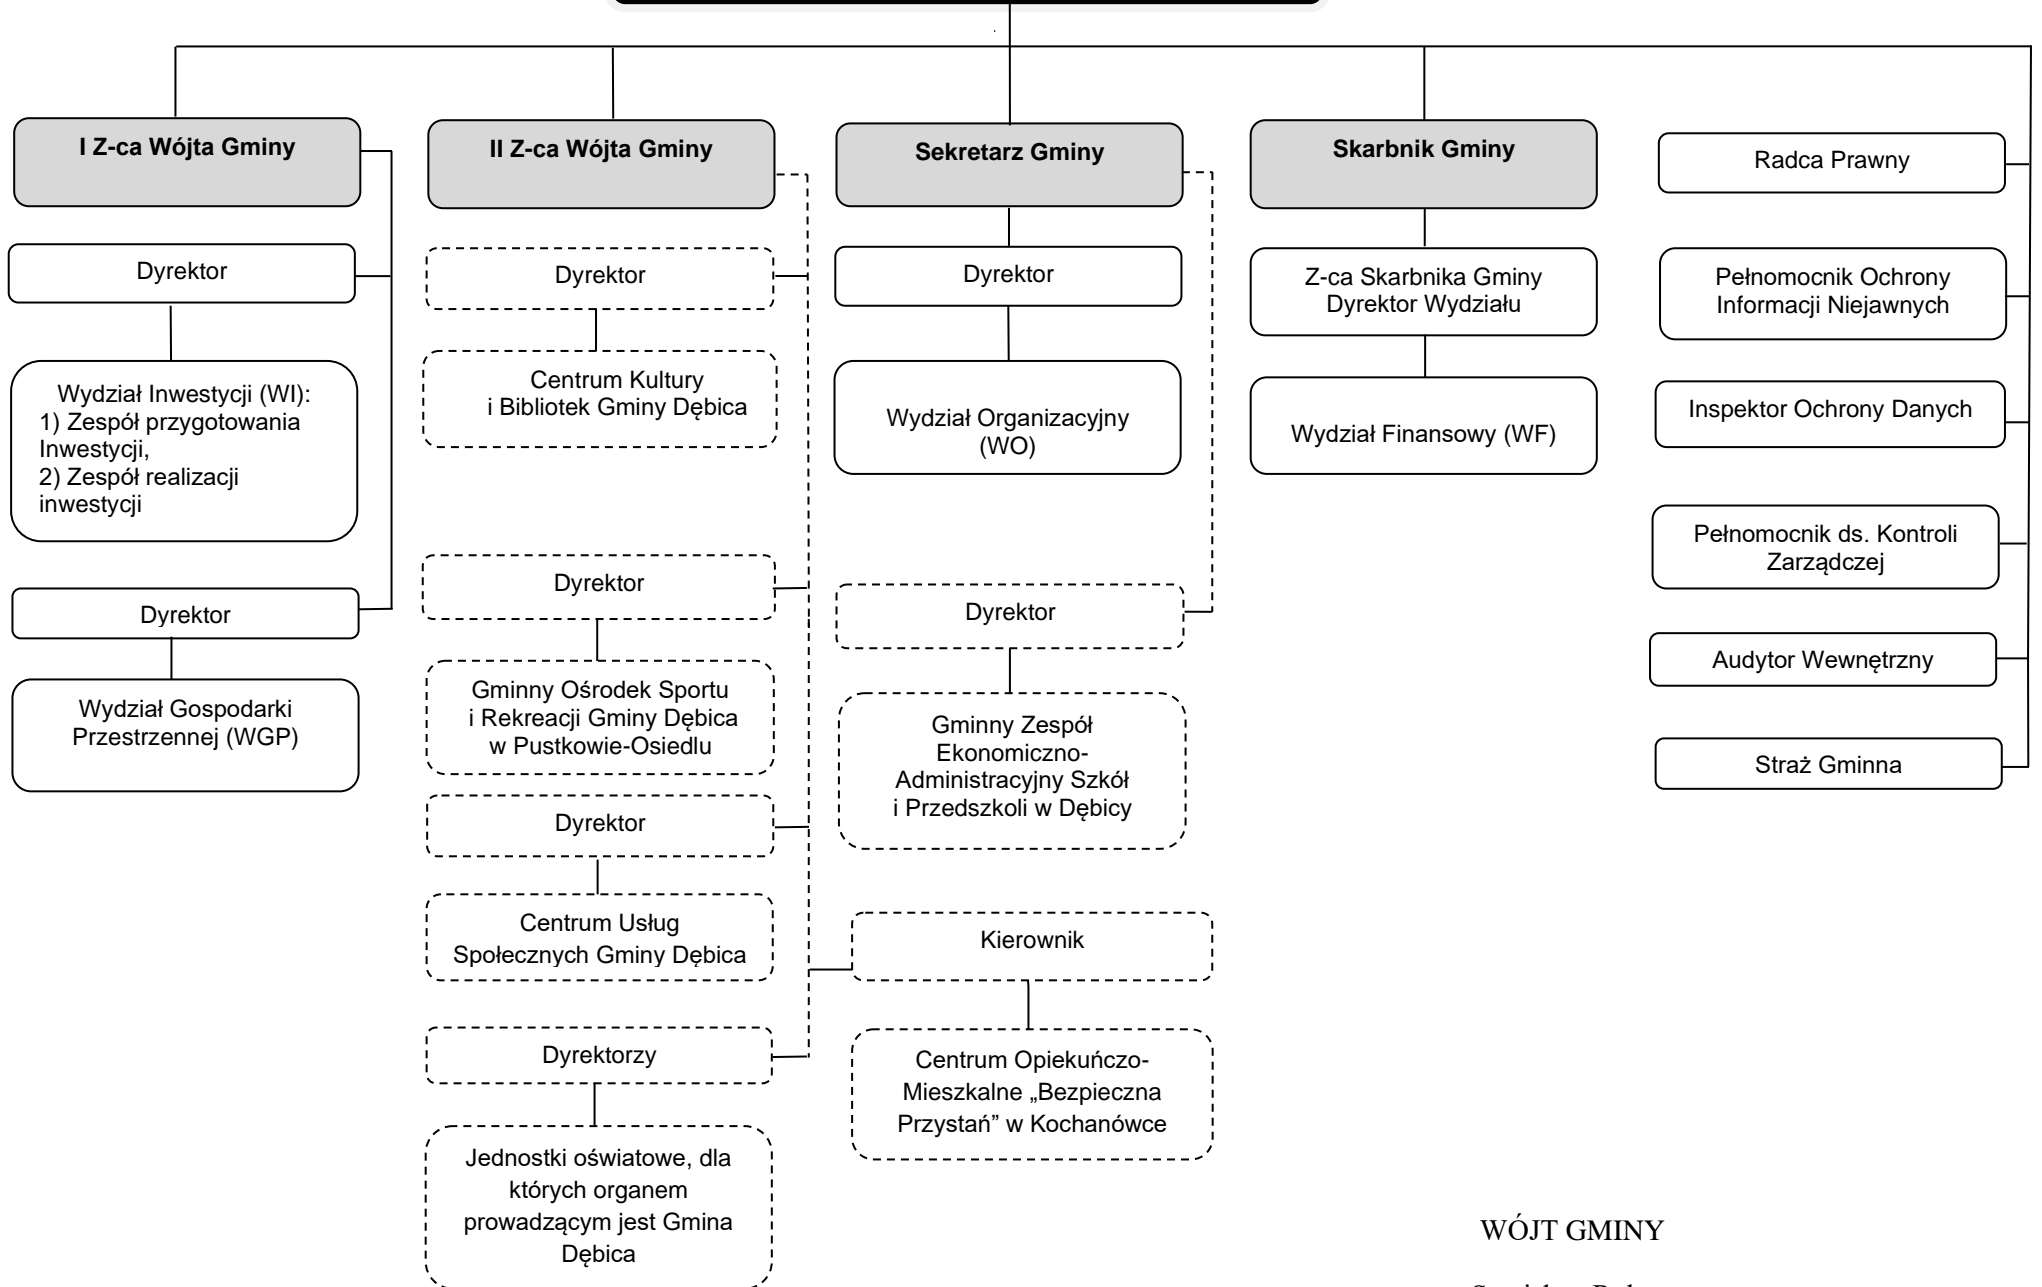 I Z-ca Wójta Gminy
II Z-ca Wójta Gminy
Sekretarz Gminy
Skarbnik Gminy
Radca Prawny
Dyrektor
Dyrektor
Dyrektor
Z-ca Skarbnika Gminy
Dyrektor Wydziału
Pełnomocnik Ochrony
Informacji Niejawnych
Wydział Inwestycji (WI):
1) Zespół przygotowania
Inwestycji,
2) Zespół realizacji
inwestycji
Centrum Kultury
i Bibliotek Gminy Dębica
Wydział Organizacyjny
(WO)
Wydział Finansowy (WF)
Inspektor Ochrony Danych
Pełnomocnik ds. Kontroli
Zarządczej
Dyrektor
Dyrektor
Dyrektor
Audytor Wewnętrzny
Wydział Gospodarki
Przestrzennej (WGP)
Gminny Ośrodek Sportu
i Rekreacji Gminy Dębica
w Pustkowie-Osiedlu
Gminny Zespół
Ekonomiczno-
Administracyjny Szkół
i Przedszkoli w Dębicy
Straż Gminna
Dyrektor
Centrum Usług
Społecznych Gminy Dębica
Kierownik
Dyrektorzy
Centrum Opiekuńczo-
Mieszkalne „Bezpieczna
Przystań” w Kochanówce
Jednostki oświatowe, dla
których organem
prowadzącym jest Gmina
Dębica
WÓJT GMINY